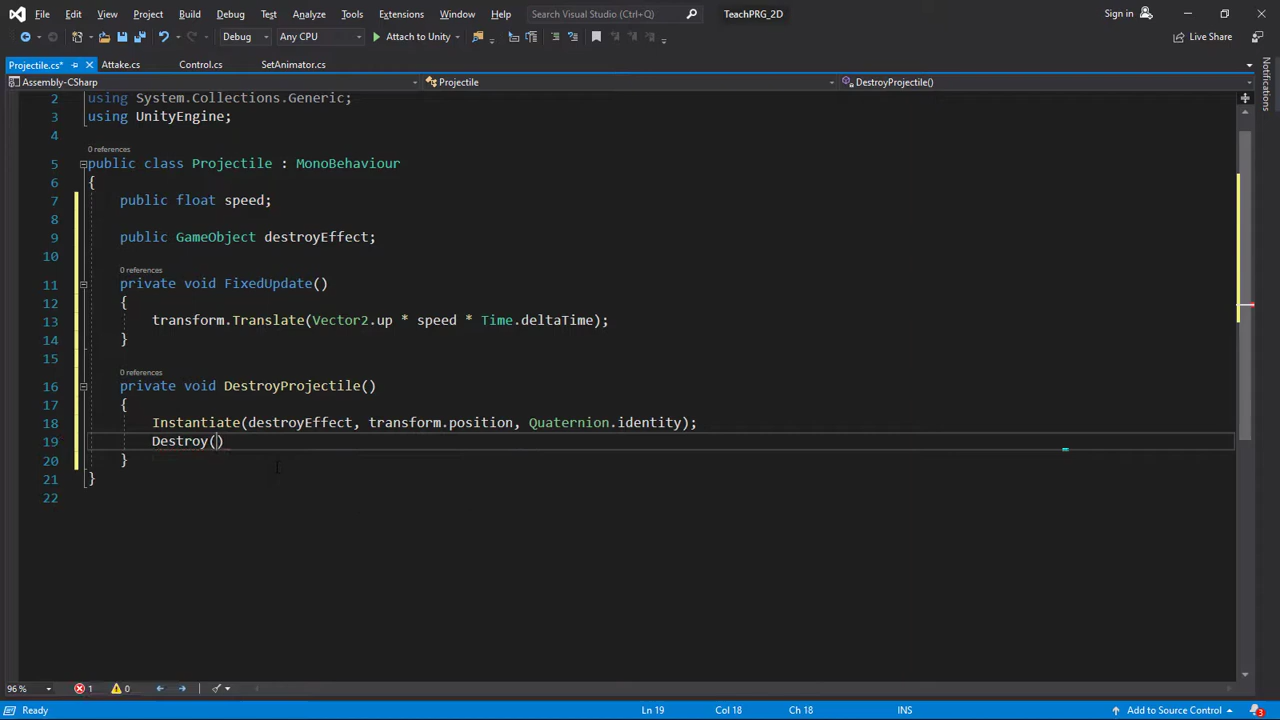 File Edit View Project Build Debug Test Analyze Tools Extensions Window Help Search Visual Studio (Ctrl+Q) TeachPRG_2D Sign in
Debug Any CPU Attach to Unity Live Share
Projectile.cs* Attake.cs Control.cs SetAnimator.cs
Assembly-CSharp Projectile DestroyProjectile()
Notifications
2 using System.Collections.Generic;
3 using UnityEngine;
4
0 references
5 public class Projectile : MonoBehaviour
6 {
7 public float speed;
8
9 public GameObject destroyEffect;
10
0 references
11 private void FixedUpdate()
12 {
13 transform.Translate(Vector2.up * speed * Time.deltaTime);
14 }
15
0 references
16 private void DestroyProjectile()
17 {
18 Instantiate(destroyEffect, transform.position, Quaternion.identity);
19 Destroy()
20 }
21 }
22
96 % 1 0
Ready Ln 19 Col 18 Ch 18 INS Add to Source Control 3